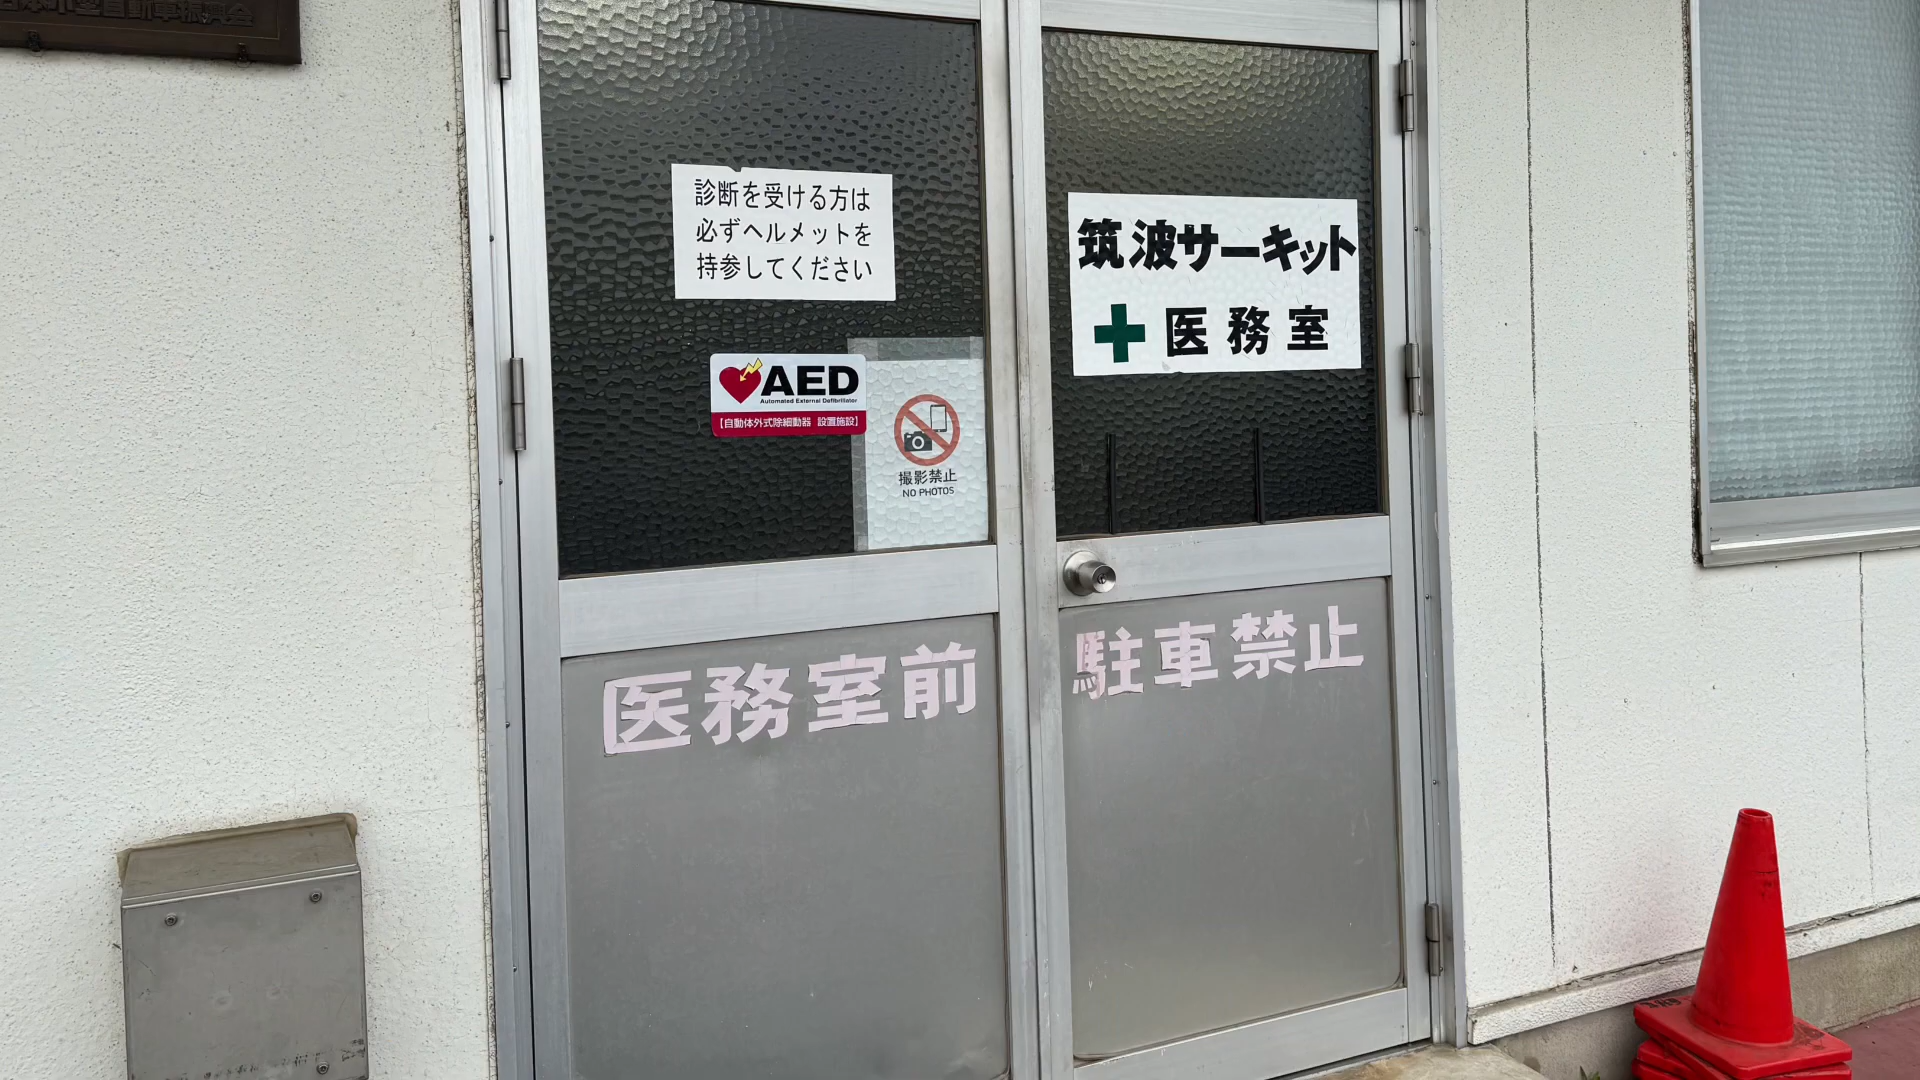 診断を受ける方は
必ずヘルメットを
持参してください
筑波サーキット
医務室
AED
Automated External Defibrillator
【自動体外式除細動器 設置施設】
撮影禁止
NO PHOTOS
医務室前
駐車禁止